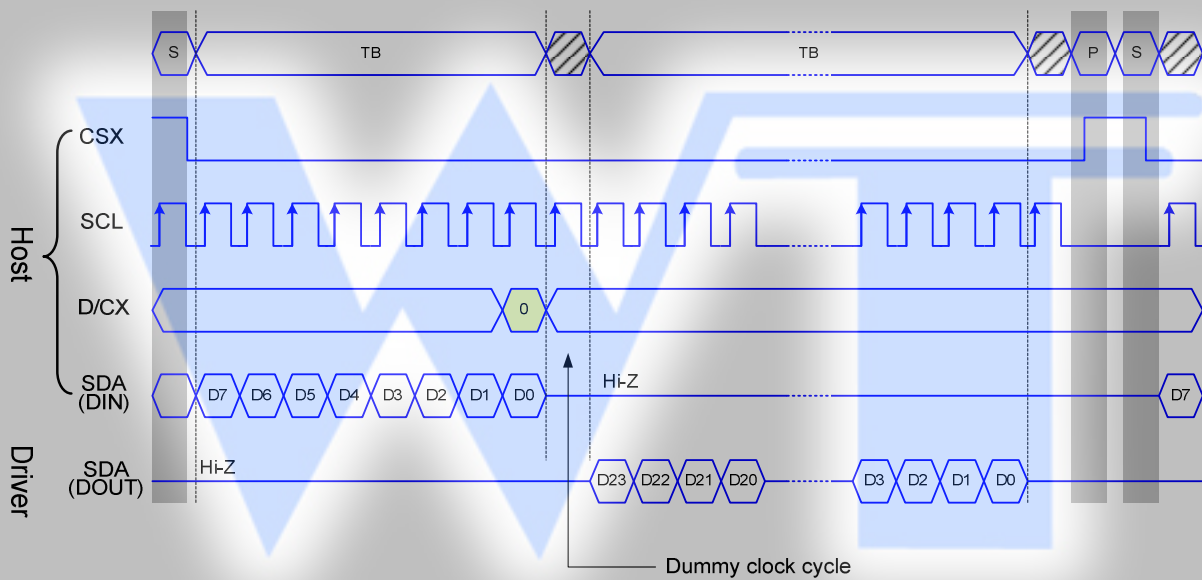 S TB TB P S
CSX
SCL
D/CX 0
SDA
(DIN) D7 D6 D5 D4 D3 D2 D1 D0 Hi-Z D7
SDA
(DOUT) Hi-Z D23 D22 D21 D20 D3 D2 D1 D0
Host
Driver
Dummy clock cycle